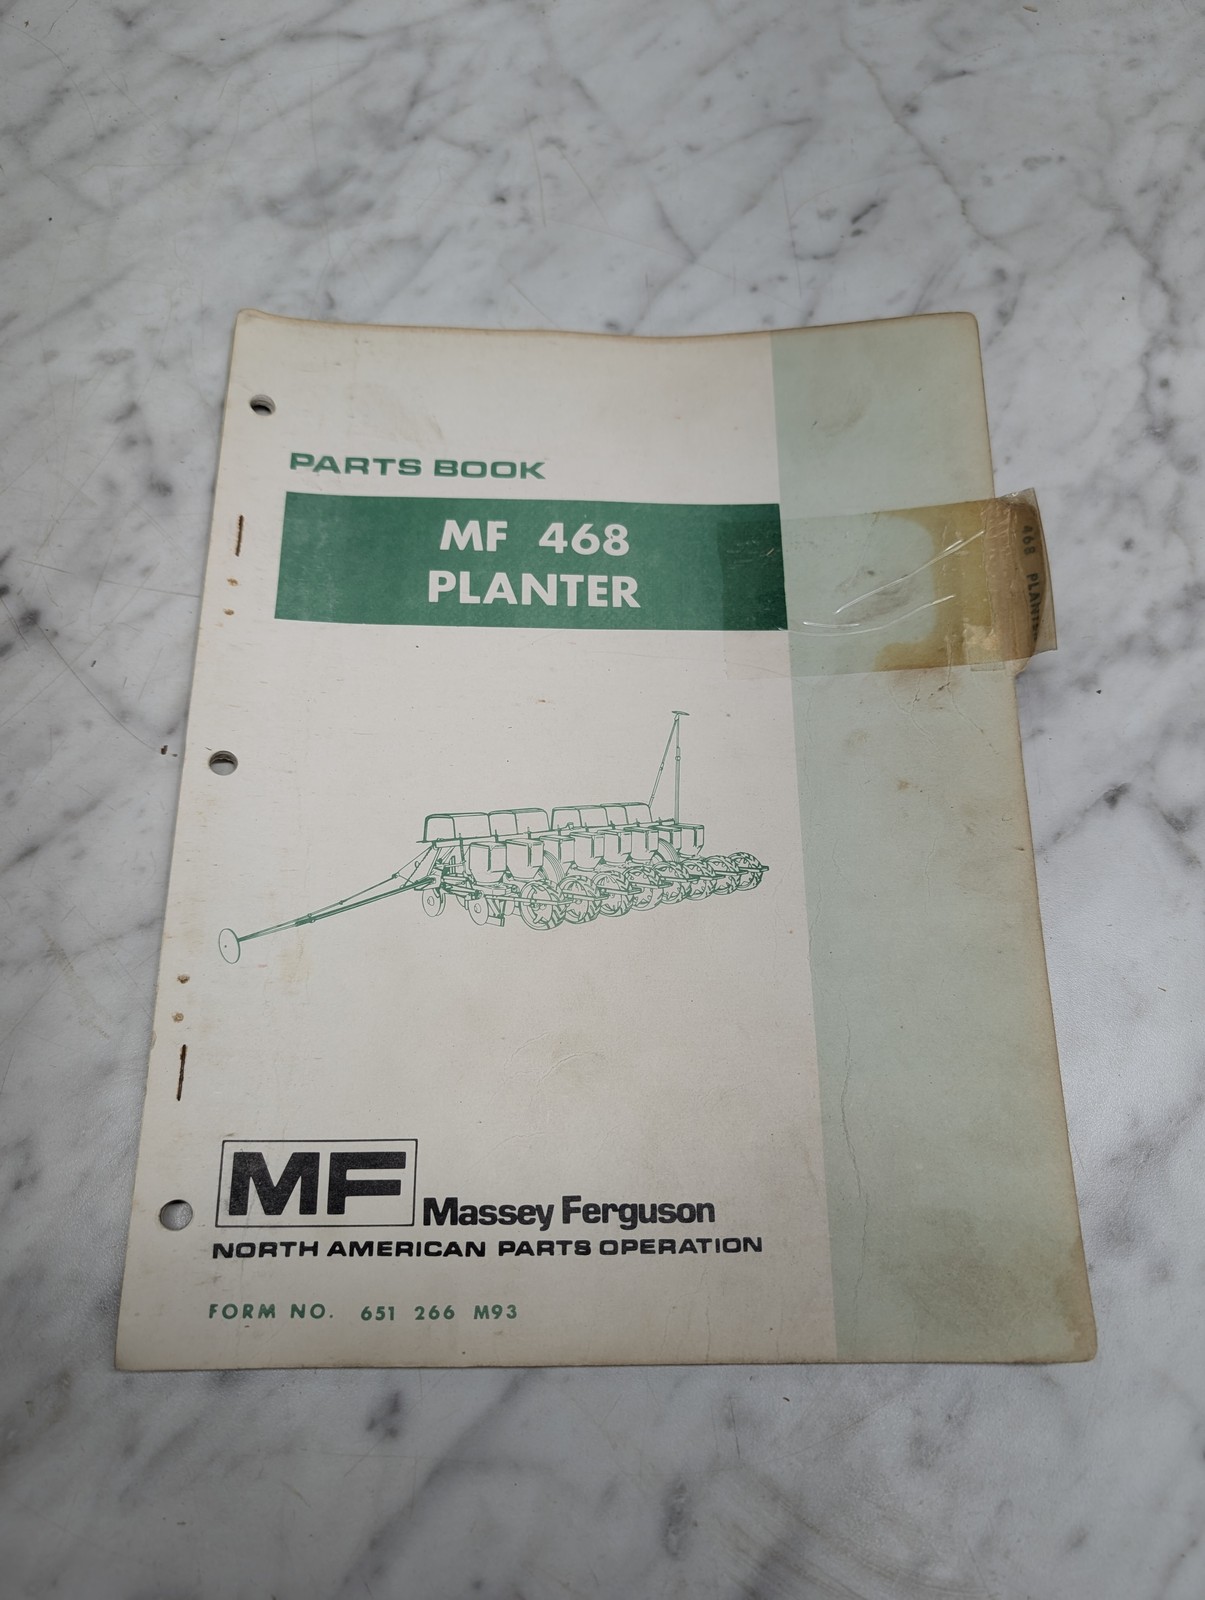 PARTS BOOK
MF 468
PLANTER
468 PLANTER
MF Massey Ferguson
NORTH AMERICAN PARTS OPERATION
FORM NO. 651 266 M93